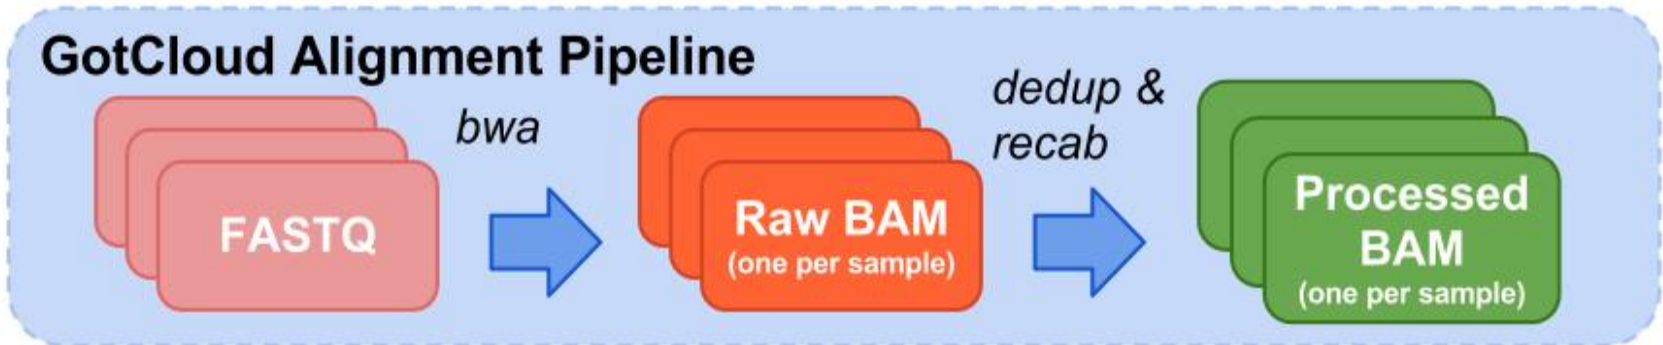 GotCloud Alignment Pipeline
bwa
dedup &
recab
FASTQ
Raw BAM
(one per sample)
Processed
BAM
(one per sample)